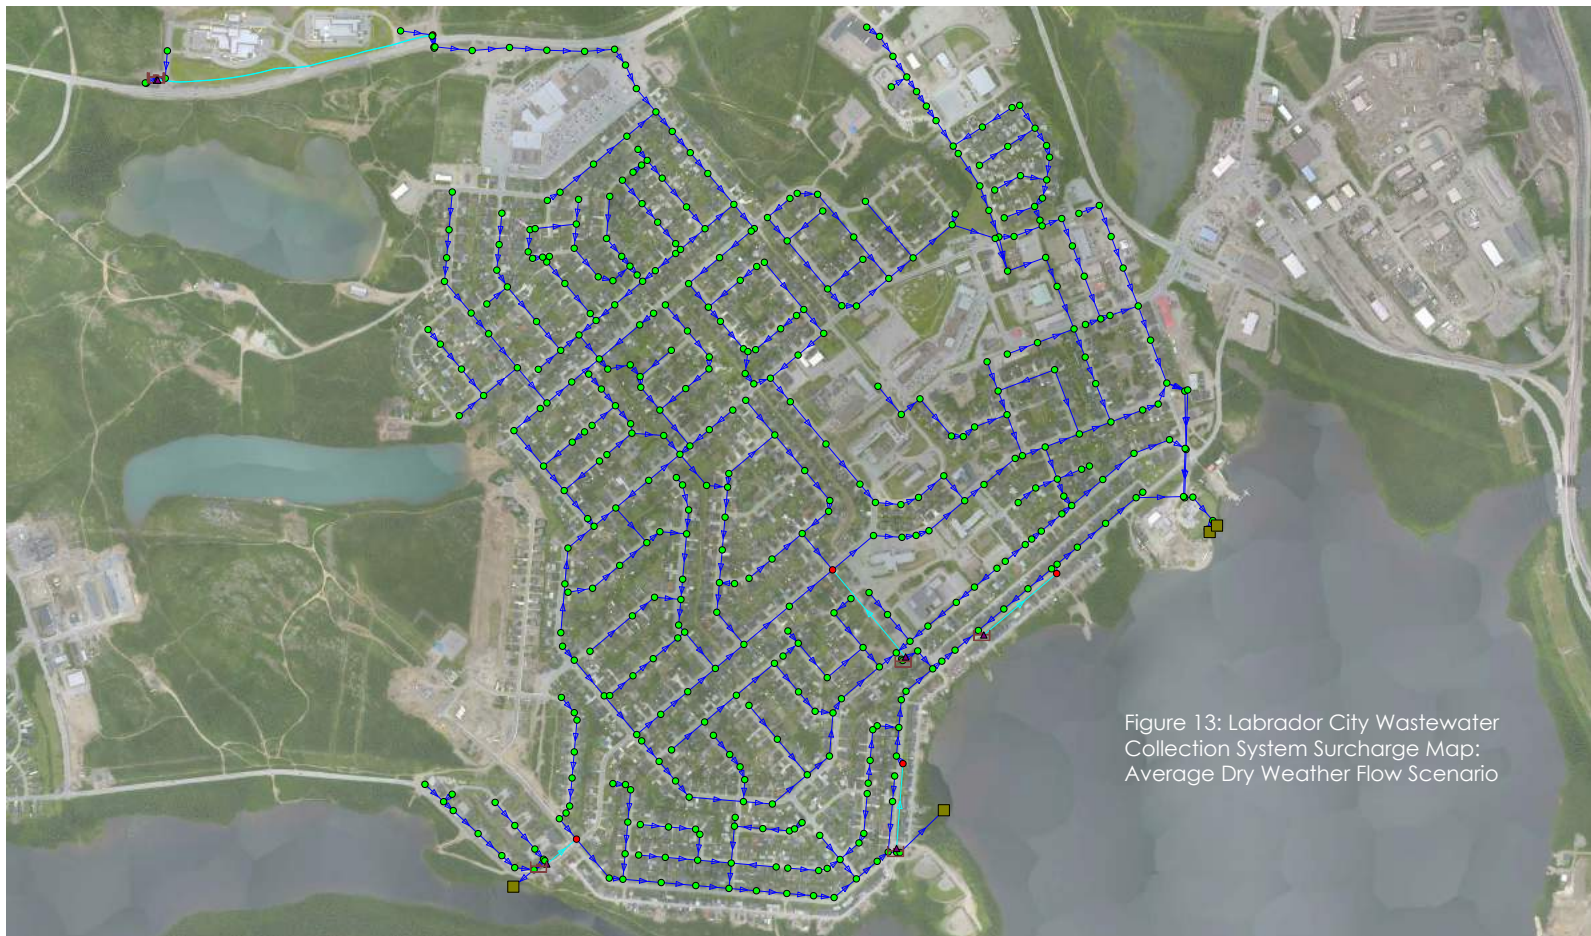 Figure 13: Labrador City Wastewater
Collection System Surcharge Map:
Average Dry Weather Flow Scenario